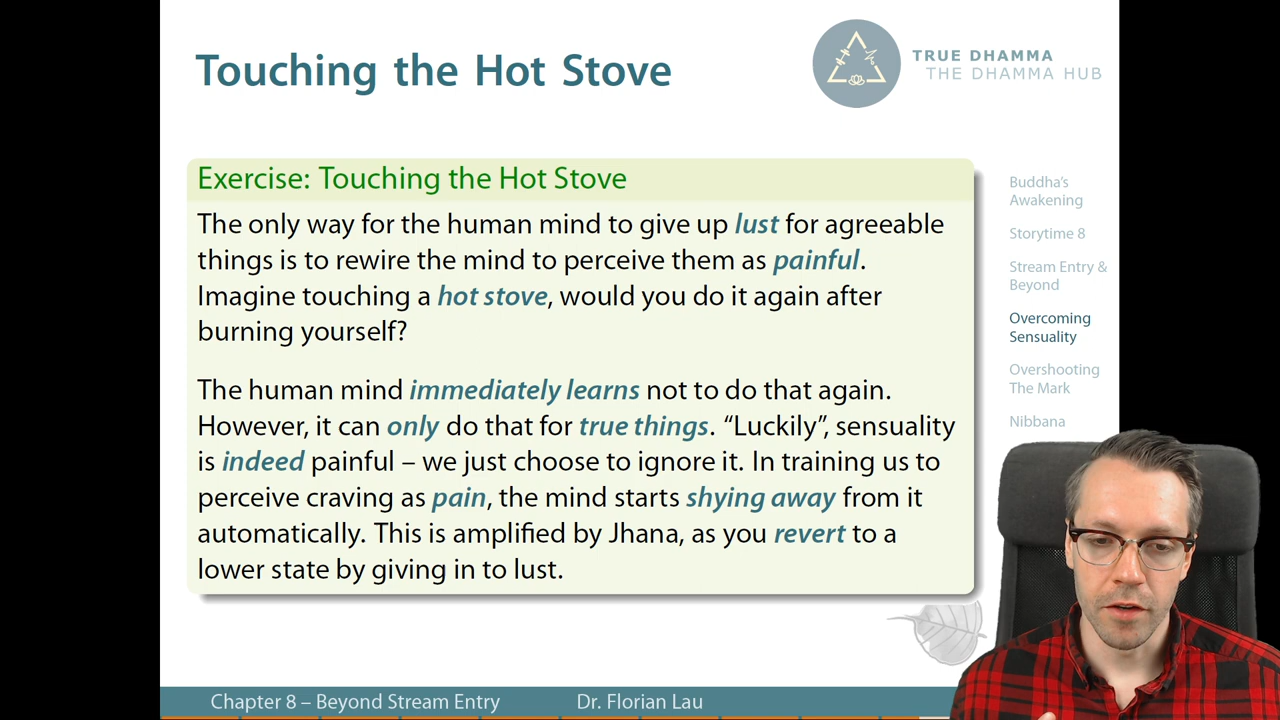 Touching the Hot Stove
TRUE DHAMMA
THE DHAMMA HUB
Exercise: Touching the Hot Stove
The only way for the human mind to give up lust for agreeable
things is to rewire the mind to perceive them as painful.
Imagine touching a hot stove, would you do it again after
burning yourself?
The human mind immediately learns not to do that again.
However, it can only do that for true things. “Luckily”, sensuality
is indeed painful – we just choose to ignore it. In training us to
perceive craving as pain, the mind starts shying away from it
automatically. This is amplified by Jhana, as you revert to a
lower state by giving in to lust.
Buddha's
Awakening
Storytime 8
Stream Entry &
Beyond
Overcoming
Sensuality
Overshooting
The Mark
Nibbana
Chapter 8 – Beyond Stream Entry
Dr. Florian Lau